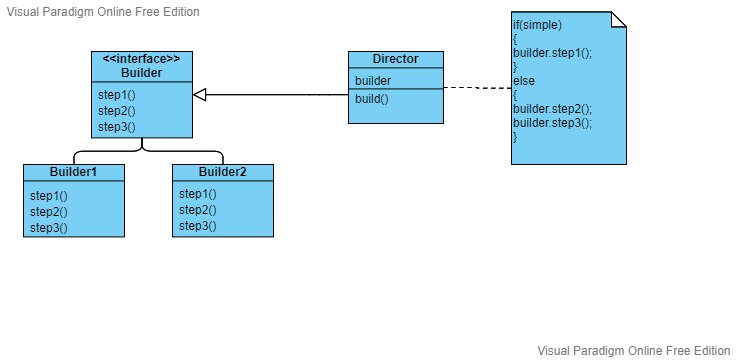 Visual Paradigm Online Free Edition
<<interface>>
Builder
step1()
step2()
step3()
Director
builder
build()
if(simple)
{
builder.step1();
}
else
{
builder.step2();
builder.step3();
}
Builder1
step1()
step2()
step3()
Builder2
step1()
step2()
step3()
Visual Paradigm Online Free Edition